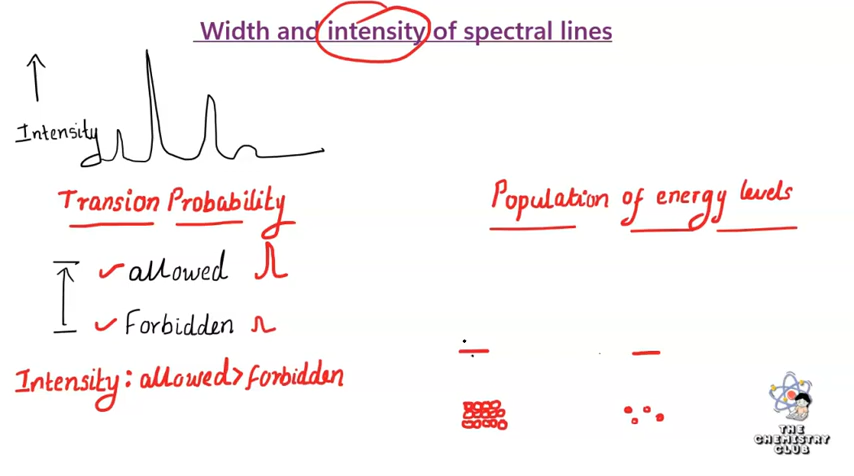 Width and intensity of spectral lines
Intensity
Transion Probability
Population of energy levels
allowed
Forbidden
Intensity: allowed > forbidden
THE
CHEMISTRY
CLUB